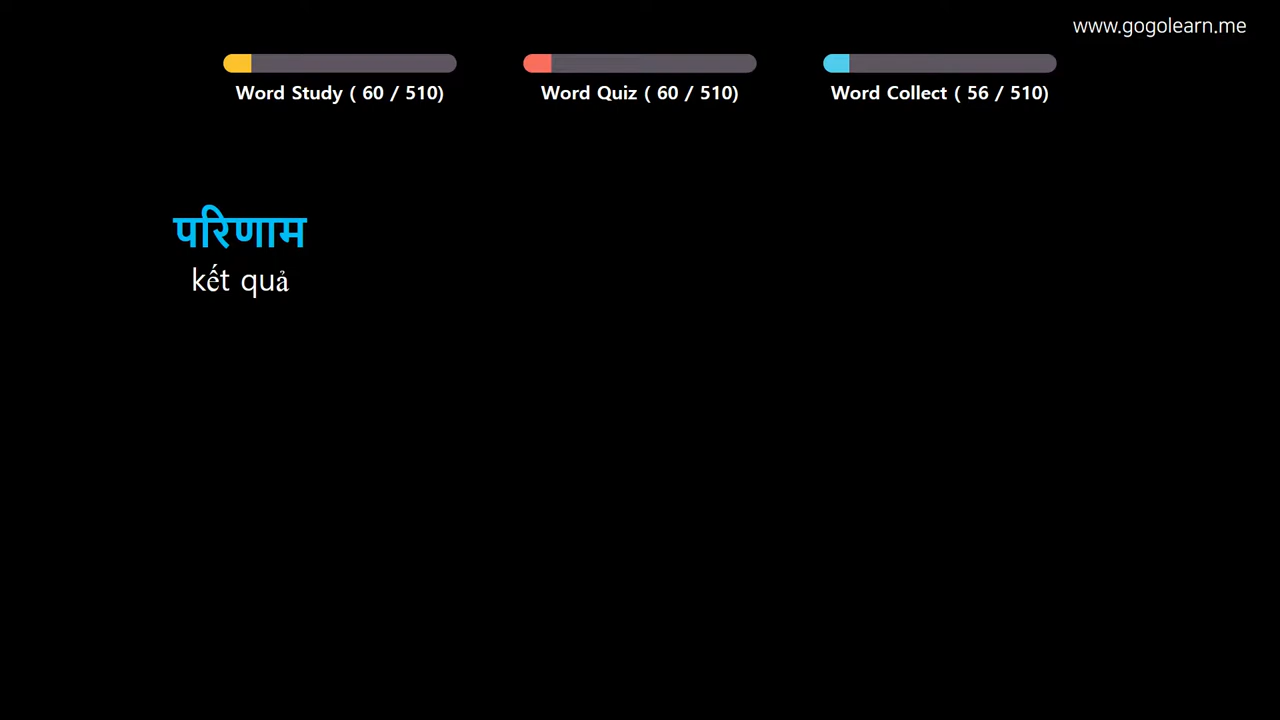 www.gogolearn.me
Word Study ( 60 / 510)
Word Quiz ( 60 / 510)
Word Collect ( 56 / 510)
परिणाम
kết quả